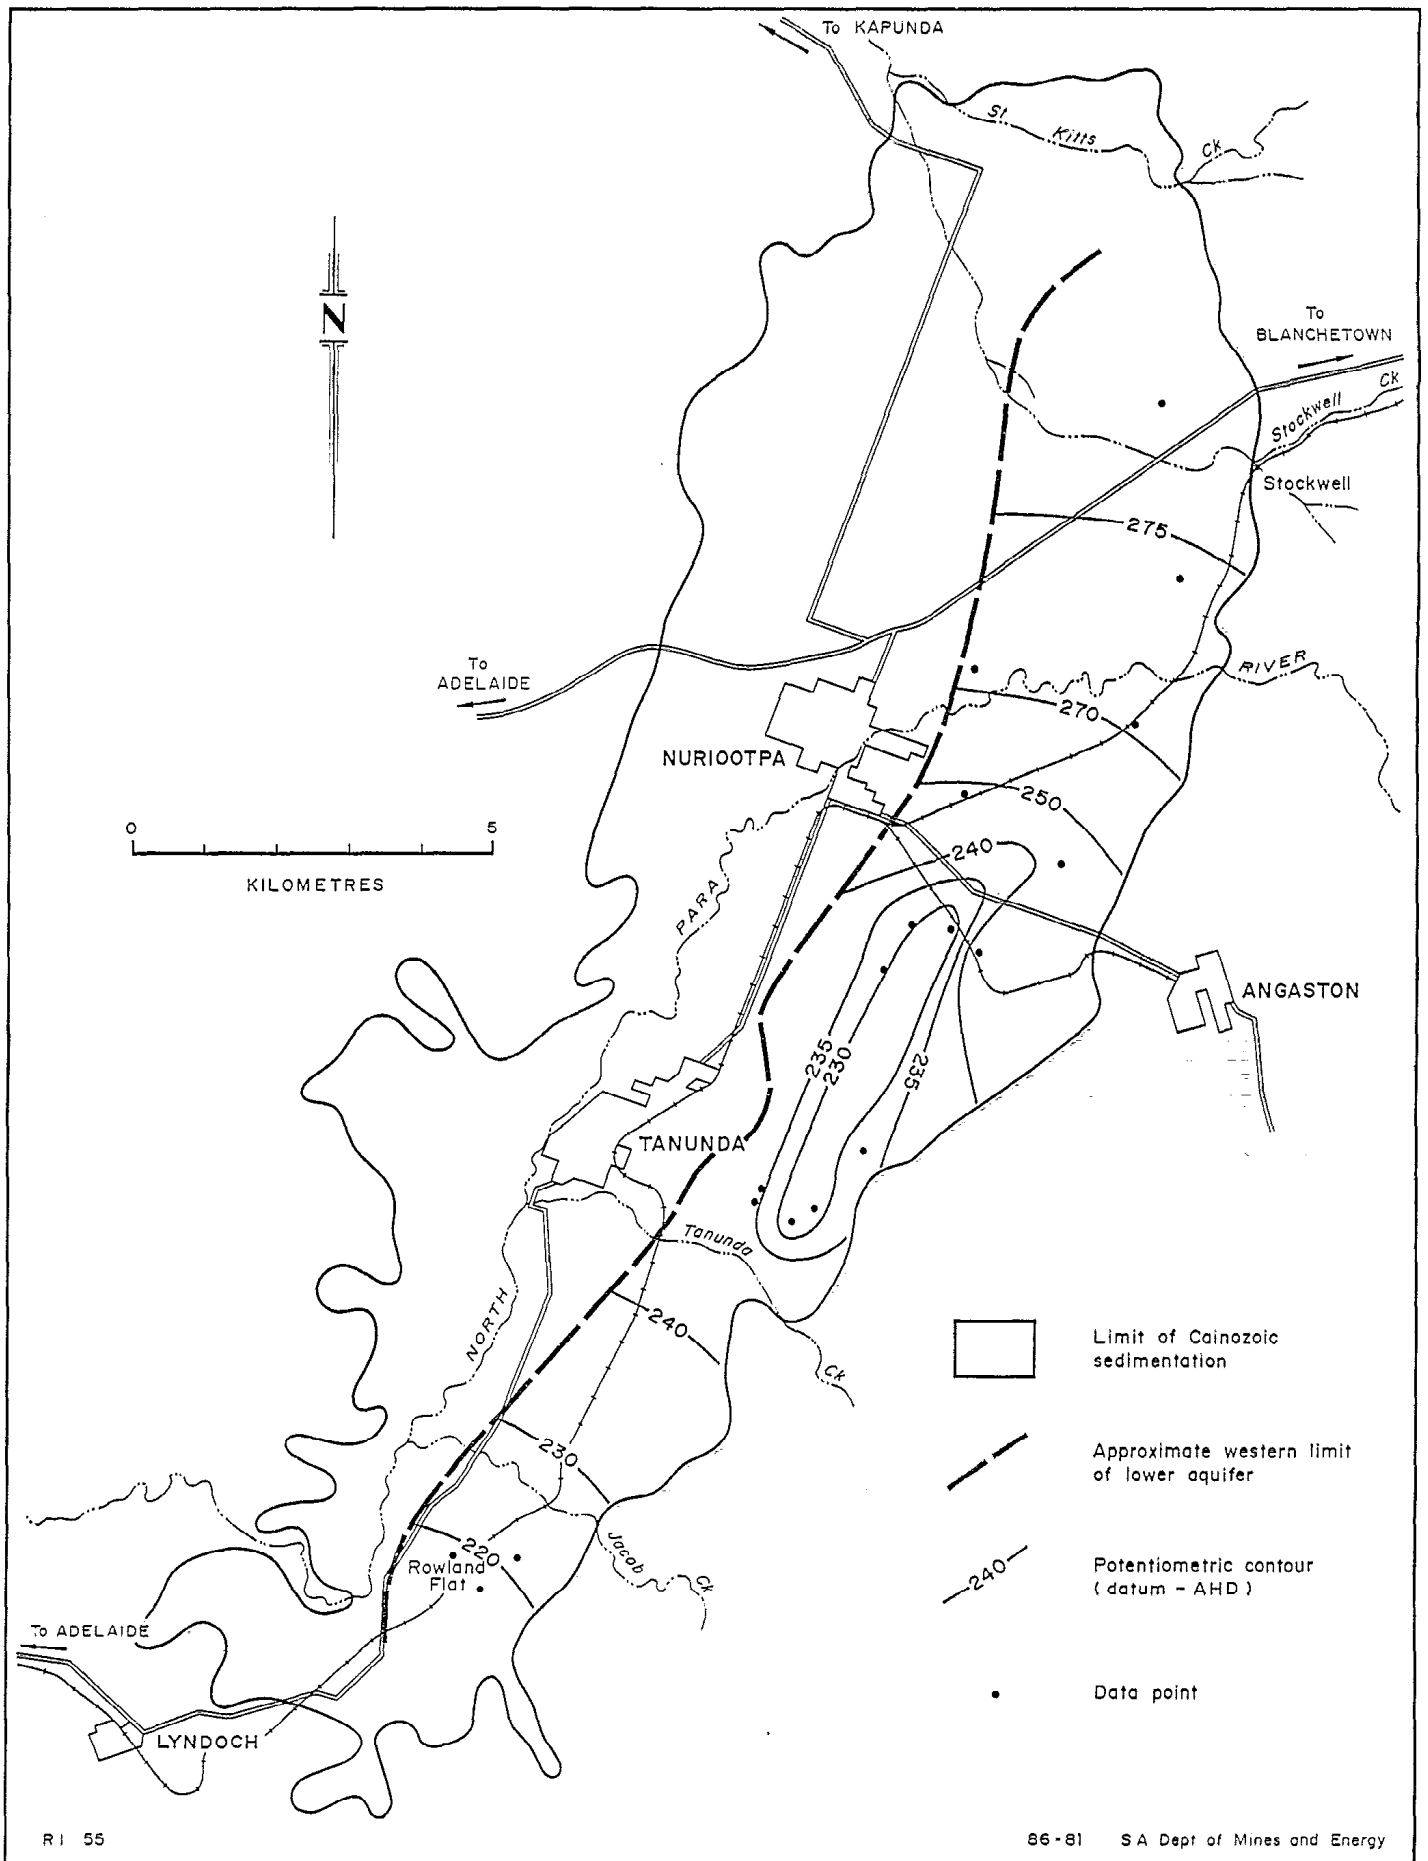 To KAPUNDA
St
Kitts
Ck
N
To
BLANCHETOWN
Ck
Stockwell
Stockwell
275
To
ADELAIDE
RIVER
270
NURIOOTPA
250
0 5
KILOMETRES
240
PARA
ANGASTON
235
230
235
TANUNDA
Tanunda
NORTH
240
Ck
Limit of Cainozoic
sedimentation
230
Approximate western limit
of lower aquifer
220
Rowland
Flat
Jacob
Ck
240
Potentiometric contour
( datum - AHD )
To ADELAIDE
Data point
LYNDOCH
RI 55
86-81 SA Dept of Mines and Energy